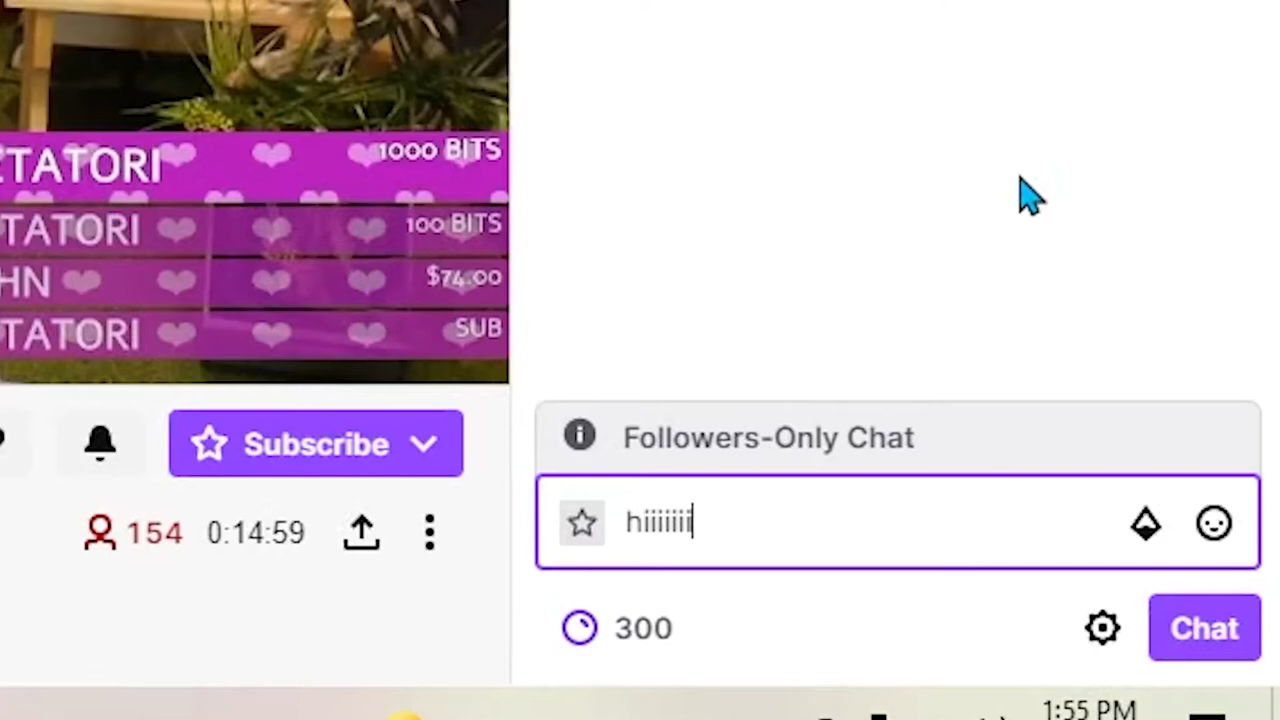 TATORI 1000 BITS
TATORI 100 BITS
HN $74.00
TATORI SUB
Subscribe
154 0:14:59
Followers-Only Chat
hiiiiiii
300
Chat
1:55 PM